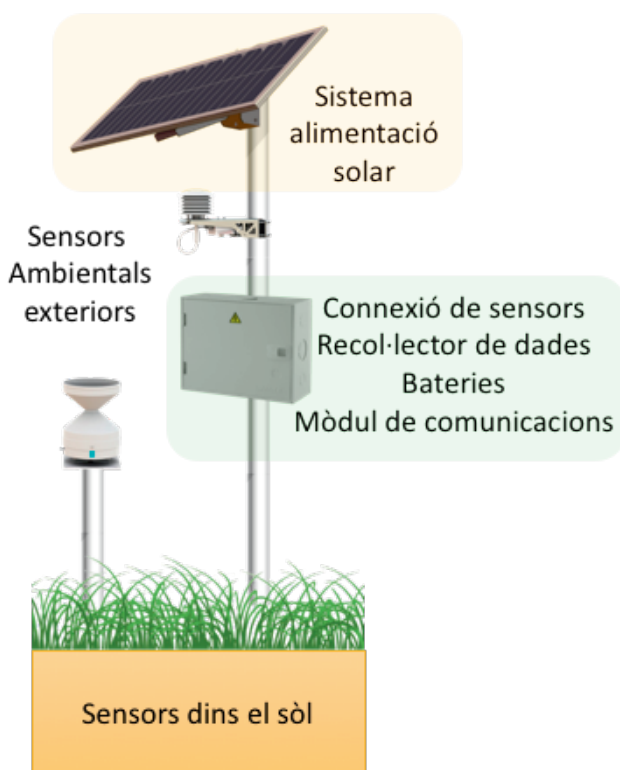 Sistema
alimentació
solar
Sensors
Ambientals
exteriors
Connexió de sensors
Recol·lector de dades
Bateries
Mòdul de comunicacions
Sensors dins el sòl